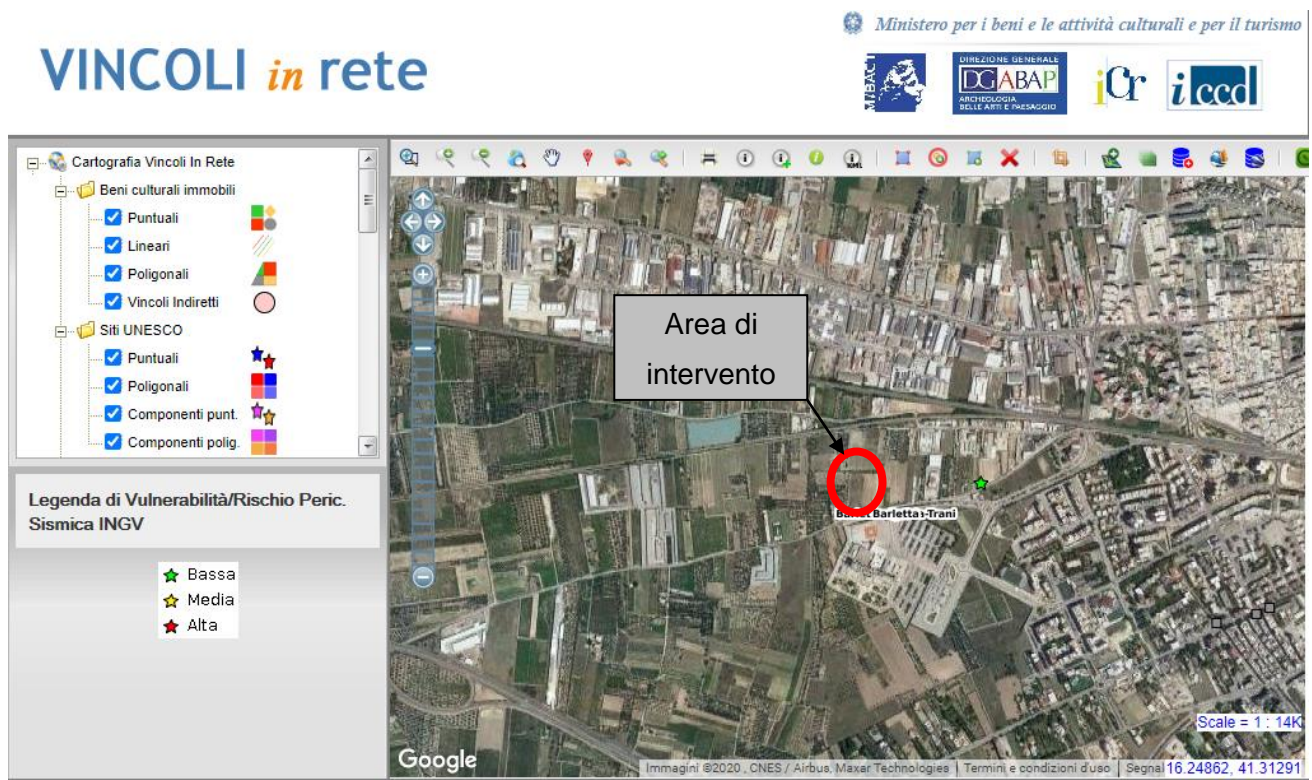 Ministero per i beni e le attività culturali e per il turismo
VINCOLI in rete
MiBACT
DIREZIONE GENERALE
DGABAP
ARCHEOLOGIA
BELLE ARTI E PAESAGGIO
iCr
iccd
Cartografia Vincoli In Rete
Beni culturali immobili
Puntuali
Lineari
Poligonali
Vincoli Indiretti
Siti UNESCO
Puntuali
Poligonali
Componenti punt.
Componenti polig.
Legenda di Vulnerabilità/Rischio Peric.
Sismica INGV
Bassa
Media
Alta
Area di
intervento
Barletta
-Trani
Scale = 1 : 14K
Google
Immagini ©2020 , CNES / Airbus, Maxar Technologies
Termini e condizioni d'uso
16.24862, 41.31291